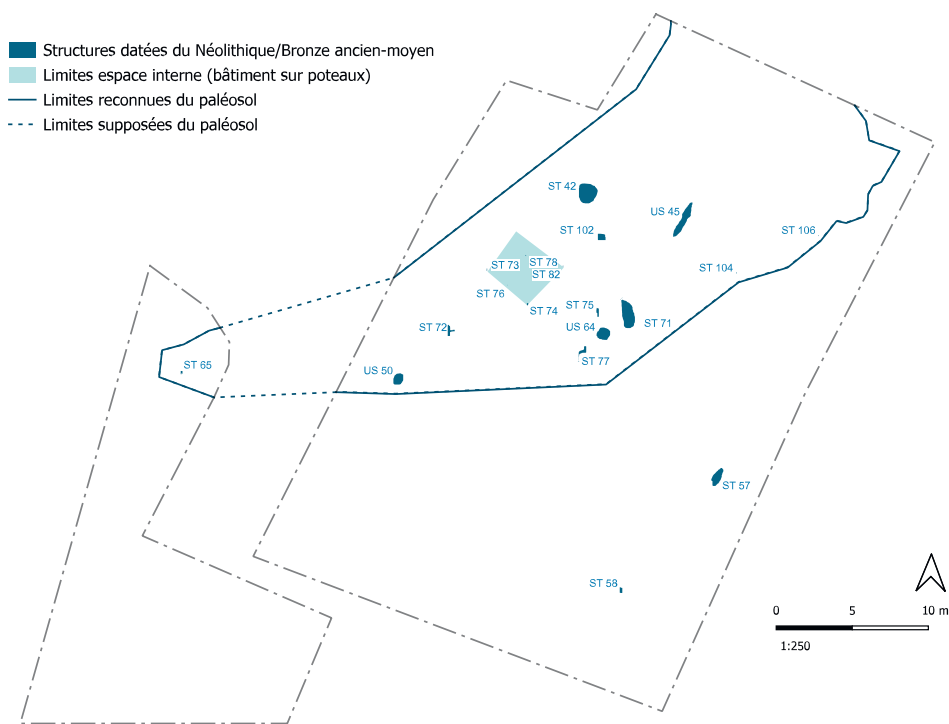 Structures datées du Néolithique/Bronze ancien-moyen
Limites espace interne (bâtiment sur poteaux)
Limites reconnues du paléosol
Limites supposées du paléosol
ST 42
US 45
ST 102
ST 106
ST 78
ST 73
ST 82
ST 104
ST 76
ST 75
ST 74
ST 71
US 64
ST 72
ST 77
ST 65
US 50
ST 57
ST 58
0 5 10 m
1:250